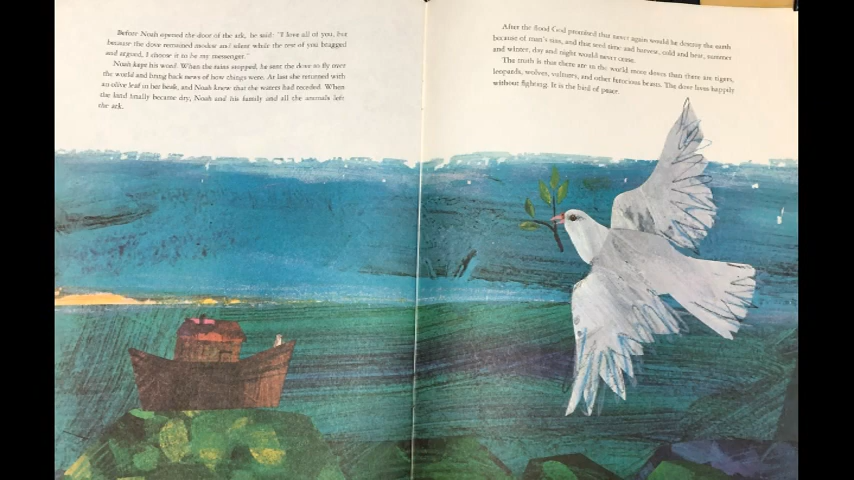 Before Noah opened the door of the ark, he said: "I love all of you, but
because the dove remained modest and silent while the rest of you bragged
and argued, I choose it to be my messenger."
Noah kept his word. When the rains stopped, he sent the dove to fly over
the world and bring back news of how things were. At last she returned with
an olive leaf in her beak, and Noah knew that the waters had receded. When
the land finally became dry, Noah and his family and all the animals left
the ark.
After the flood God promised that never again would he destroy the earth
because of man's sins, and that seed time and harvest, cold and heat, summer
and winter, day and night would never cease.
The truth is that there are in the world more doves than there are tigers,
leopards, wolves, vultures, and other ferocious beasts. The dove lives happily
without fighting. It is the bird of peace.